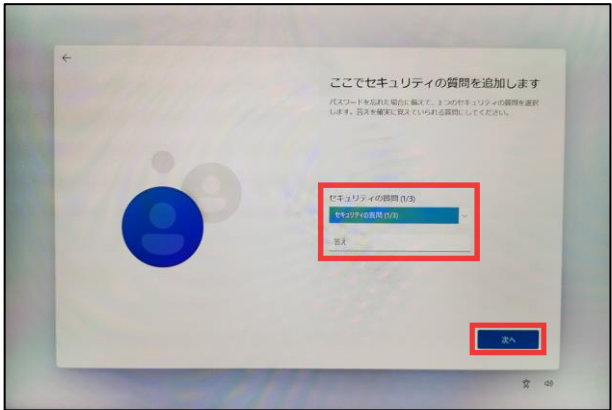 ここでセキュリティの質問を追加します
パスワードを忘れた場合に備えて、3 つのセキュリティの質問を選択
します。答えを確実に覚えていられる質問にしてください。
セキュリティの質問 (1/3)
セキュリティの質問 (1/3)
答え
次へ